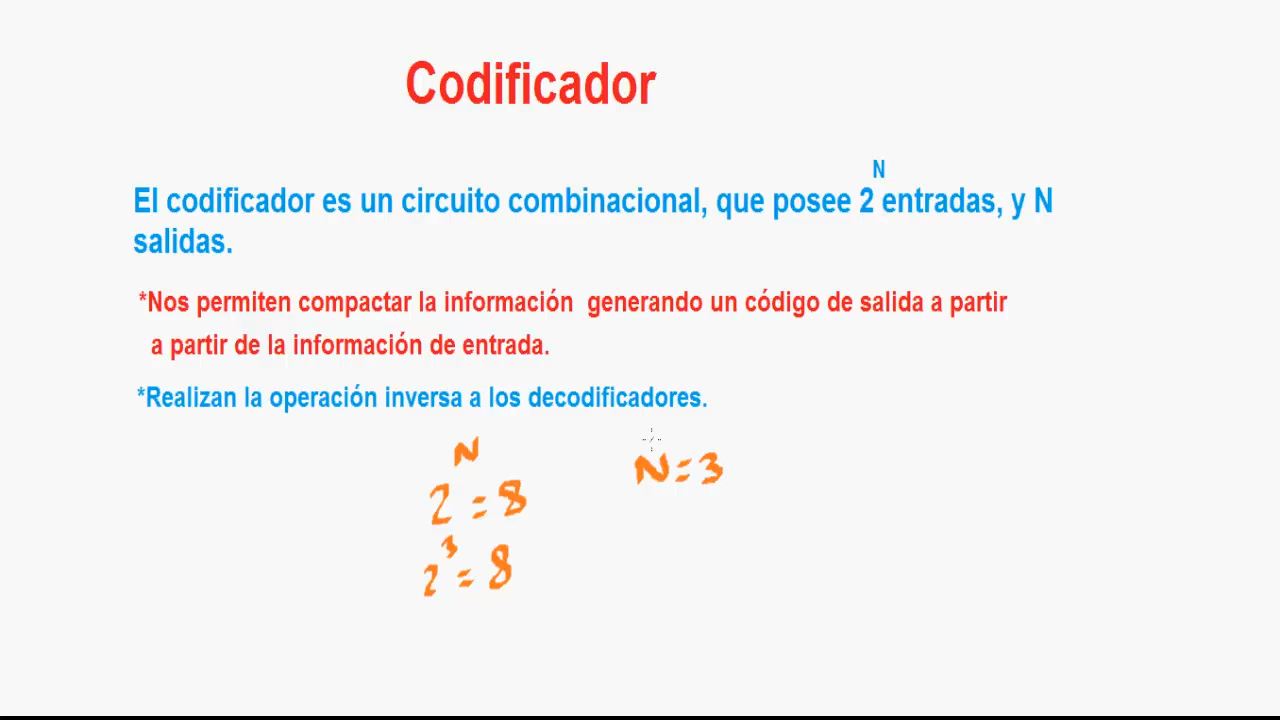 Codificador
N
El codificador es un circuito combinacional, que posee 2 entradas, y N
salidas.
*Nos permiten compactar la información generando un código de salida a partir
a partir de la información de entrada.
*Realizan la operación inversa a los decodificadores.
N
2 = 8
N = 3
2³ = 8